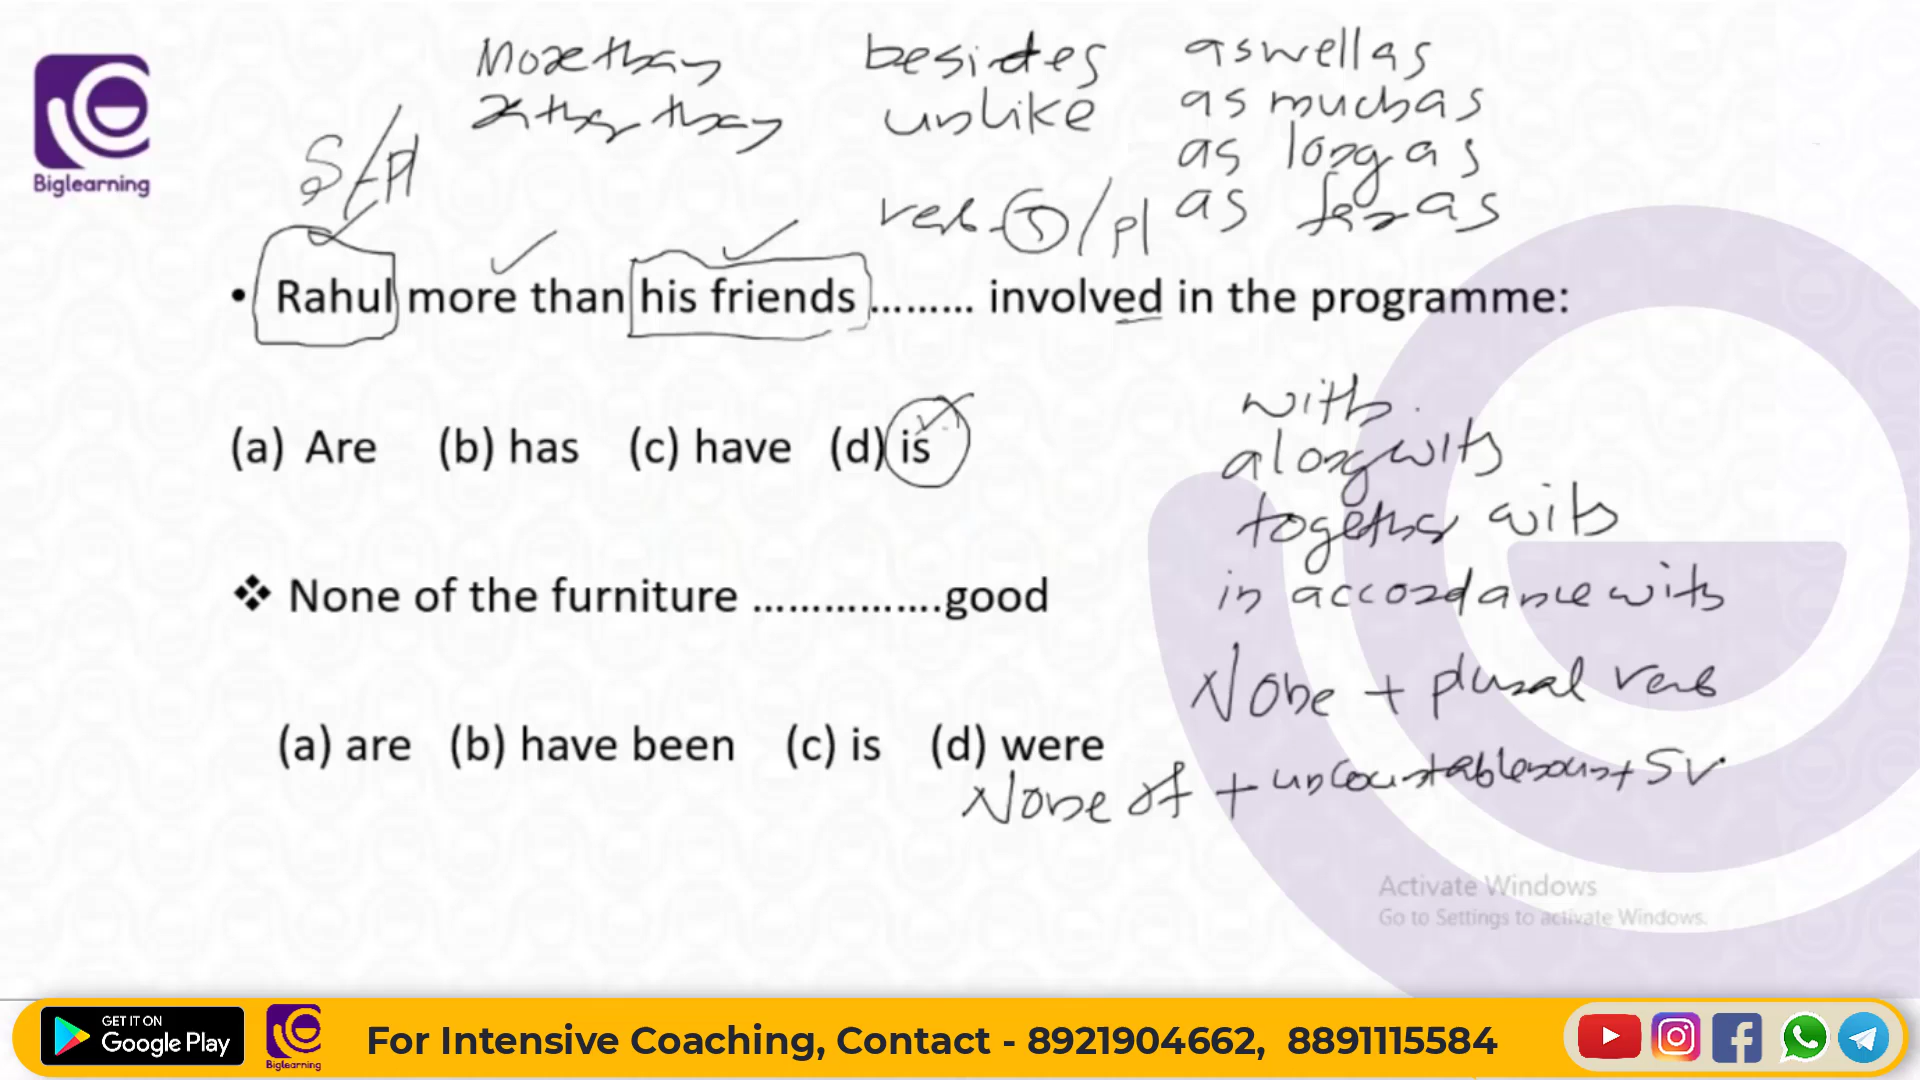 More than besides as well as
other than unlike as much as
as long as
S/pl
verb - S/pl as far as
Biglearning
• Rahul more than his friends ......... involved in the programme:
with
(a) Are (b) has (c) have (d) is
along with
together with
❖ None of the furniture .................good
in accordance with
None + plural verb
(a) are (b) have been (c) is (d) were
None of + uncountable noun + SV
Activate Windows
Go to Settings to activate Windows.
GET IT ON
Google Play
Biglearning
For Intensive Coaching, Contact - 8921904662, 8891115584